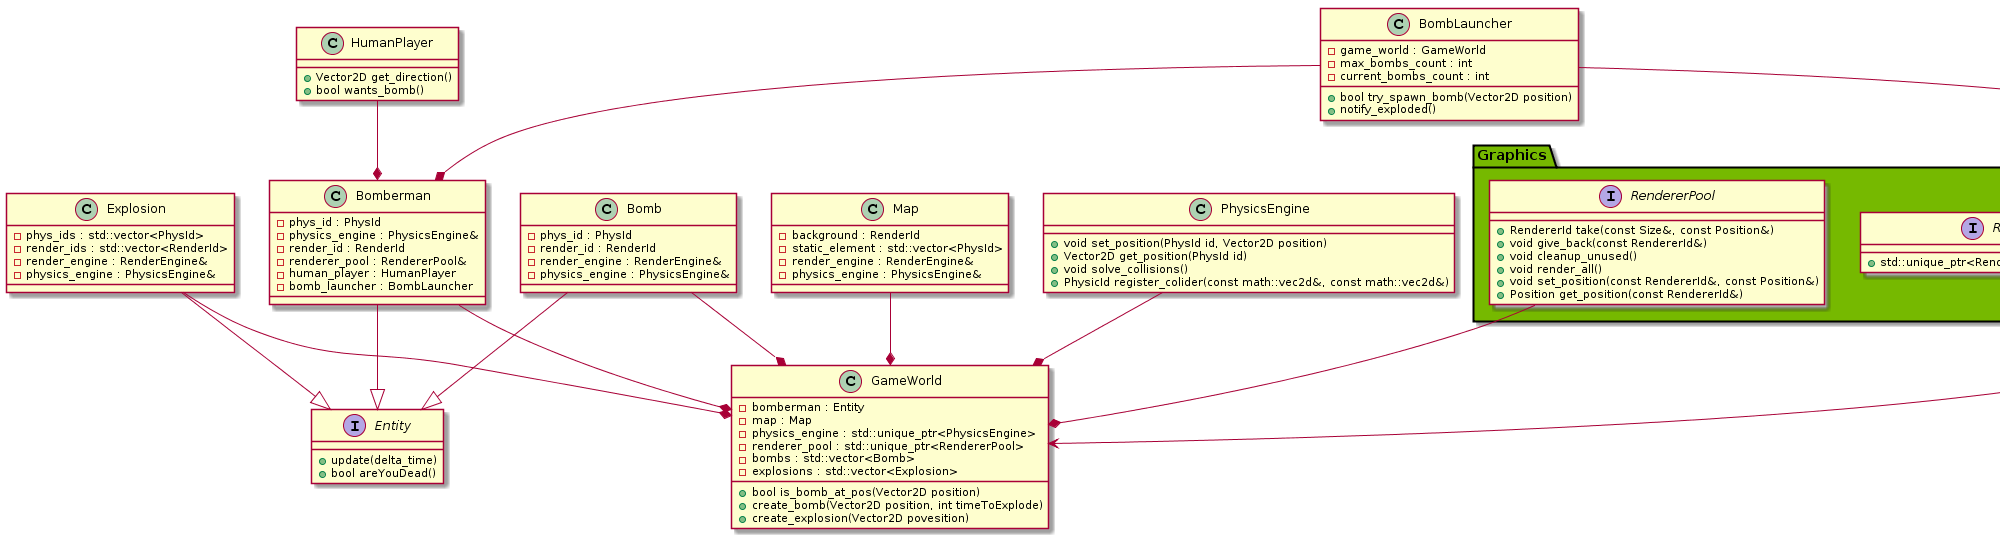 HumanPlayer
Vector2D get_direction()
bool wants_bomb()
BombLauncher
game_world : GameWorld
max_bombs_count : int
current_bombs_count : int
bool try_spawn_bomb(Vector2D position)
notify_exploded()
Explosion
phys_ids : std::vector<PhysId>
render_ids : std::vector<RenderId>
render_engine : RenderEngine&
physics_engine : PhysicsEngine&
Bomberman
phys_id : PhysId
physics_engine : PhysicsEngine&
render_id : RenderId
renderer_pool : RendererPool&
human_player : HumanPlayer
bomb_launcher : BombLauncher
Bomb
phys_id : PhysId
render_id : RenderId
render_engine : RenderEngine&
physics_engine : PhysicsEngine&
Map
background : RenderId
static_element : std::vector<PhysId>
render_engine : RenderEngine&
physics_engine : PhysicsEngine&
PhysicsEngine
void set_position(PhysId id, Vector2D position)
Vector2D get_position(PhysId id)
void solve_collisions()
PhysicId register_colider(const math::vec2d&, const math::vec2d&)
Graphics
RendererPool
RendererId take(const Size&, const Position&)
void give_back(const RendererId&)
void cleanup_unused()
void render_all()
void set_position(const RendererId&, const Position&)
Position get_position(const RendererId&)
R
std::unique_ptr<Rend
Entity
update(delta_time)
bool areYouDead()
GameWorld
bomberman : Entity
map : Map
physics_engine : std::unique_ptr<PhysicsEngine>
renderer_pool : std::unique_ptr<RendererPool>
bombs : std::vector<Bomb>
explosions : std::vector<Explosion>
bool is_bomb_at_pos(Vector2D position)
create_bomb(Vector2D position, int timeToExplode)
create_explosion(Vector2D povesition)